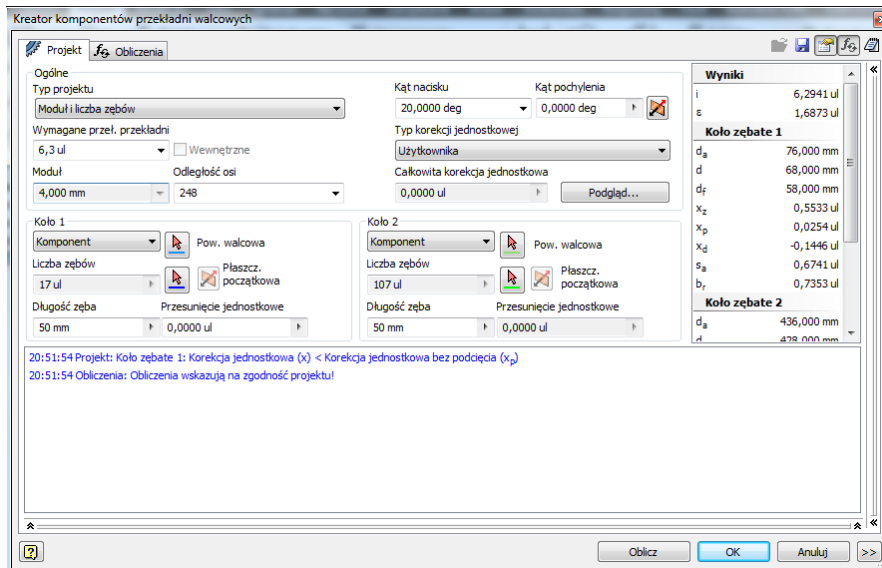 Kreator komponentów przekładni walcowych
Projekt
Obliczenia
Ogólne
Typ projektu
Moduł i liczba zębów
Kąt nacisku
Kąt pochylenia
20,0000 deg
0,0000 deg
Wymagane przeł. przekładni
Typ korekcji jednostkowej
6,3 ul
Wewnętrzne
Użytkownika
Moduł
Odległość osi
Całkowita korekcja jednostkowa
4,000 mm
248
0,0000 ul
Podgląd...
Koło 1
Komponent
Pow. walcowa
Liczba zębów
17 ul
Płaszcz.
początkowa
Długość zęba
Przesunięcie jednostkowe
50 mm
0,0000 ul
Koło 2
Komponent
Pow. walcowa
Liczba zębów
107 ul
Płaszcz.
początkowa
Długość zęba
Przesunięcie jednostkowe
50 mm
0,0000 ul
Wyniki
i 6,2941 ul
ε 1,6873 ul
Koło zębate 1
da 76,000 mm
d 68,000 mm
df 58,000 mm
xz 0,5533 ul
xp 0,0254 ul
xd -0,1446 ul
sa 0,6741 ul
br 0,7353 ul
Koło zębate 2
da 436,000 mm
d 428,000 mm
20:51:54 Projekt: Koło zębate 1: Korekcja jednostkowa (x) < Korekcja jednostkowa bez podcięcia (xp)
20:51:54 Obliczenia: Obliczenia wskazują na zgodność projektu!
Oblicz
OK
Anuluj
>>